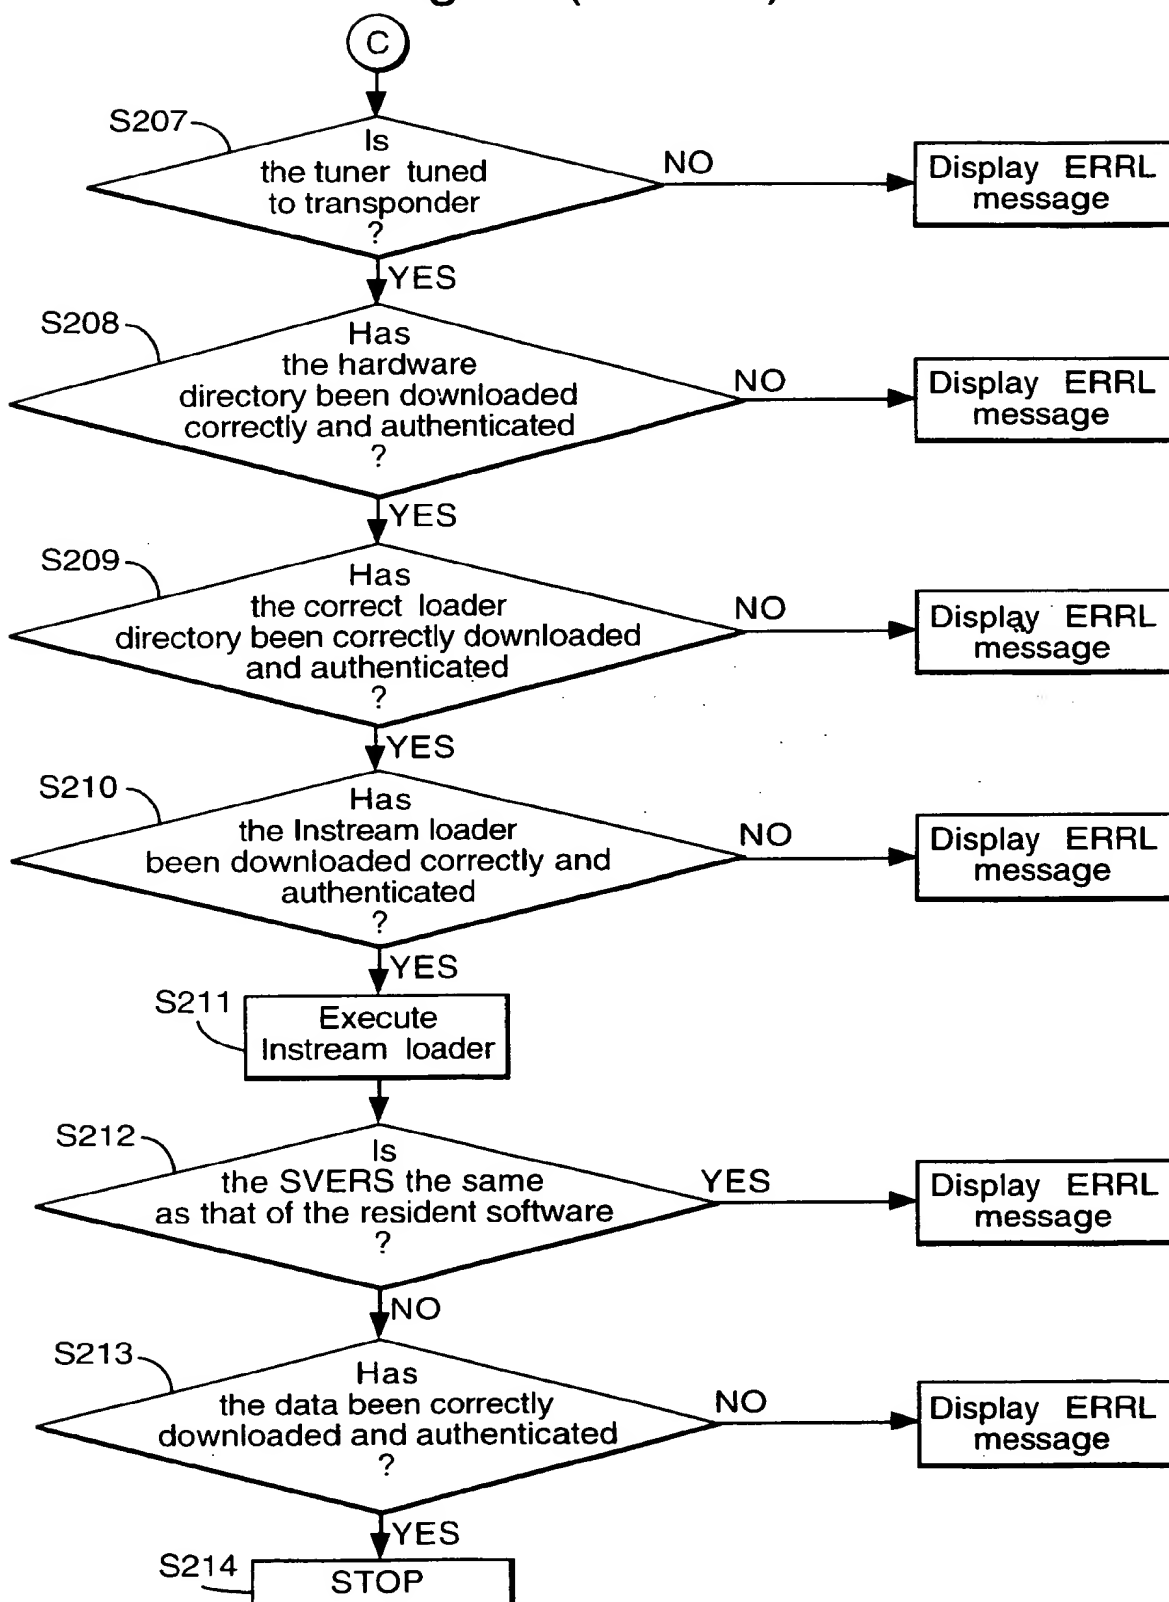 C
S207
Is
the tuner tuned
to transponder
?
NO
Display ERRL
message
YES
S208
Has
the hardware
directory been downloaded
correctly and authenticated
?
NO
Display ERRL
message
YES
S209
Has
the correct loader
directory been correctly downloaded
and authenticated
?
NO
Display ERRL
message
YES
S210
Has
the Instream loader
been downloaded correctly and
authenticated
?
NO
Display ERRL
message
YES
S211
Execute
Instream loader
S212
Is
the SVERS the same
as that of the resident software
?
YES
Display ERRL
message
NO
S213
Has
the data been correctly
downloaded and authenticated
?
NO
Display ERRL
message
YES
S214
STOP